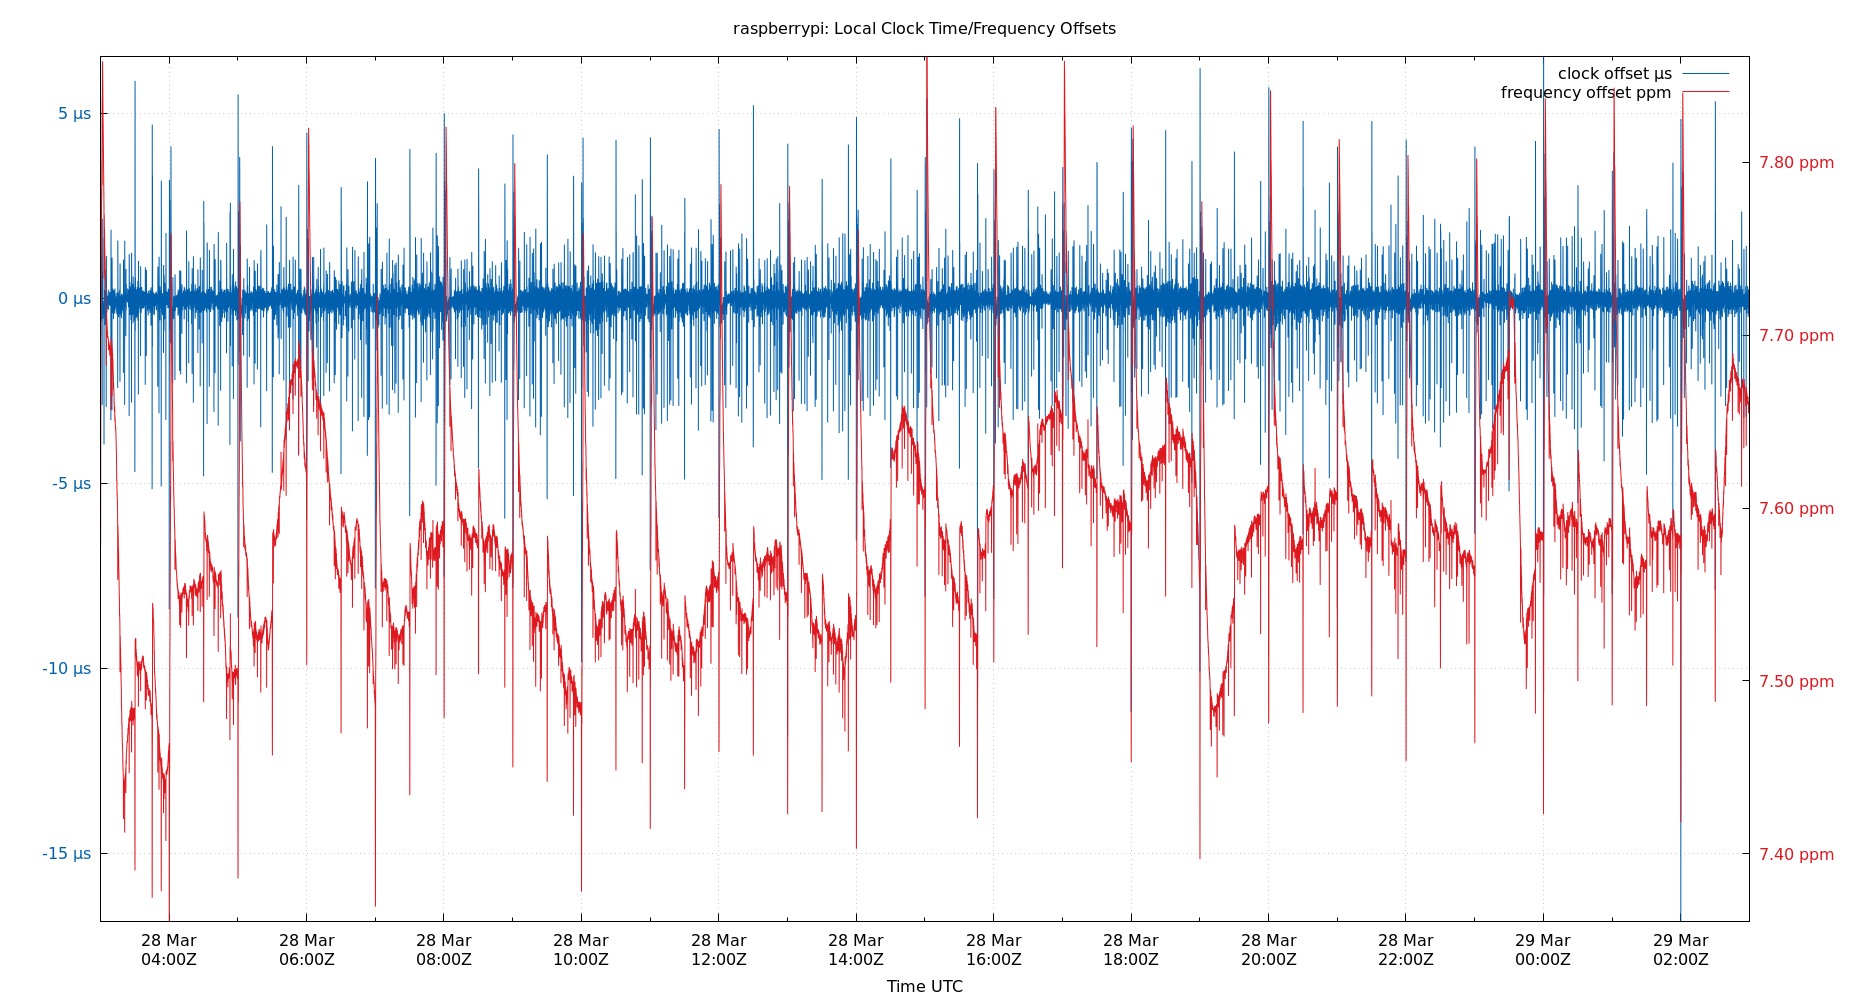 raspberrypi: Local Clock Time/Frequency Offsets
clock offset µs
frequency offset ppm
5 µs
0 µs
-5 µs
-10 µs
-15 µs
7.80 ppm
7.70 ppm
7.60 ppm
7.50 ppm
7.40 ppm
28 Mar 28 Mar 28 Mar 28 Mar 28 Mar 28 Mar 28 Mar 28 Mar 28 Mar 28 Mar 29 Mar 29 Mar
04:00Z 06:00Z 08:00Z 10:00Z 12:00Z 14:00Z 16:00Z 18:00Z 20:00Z 22:00Z 00:00Z 02:00Z
Time UTC